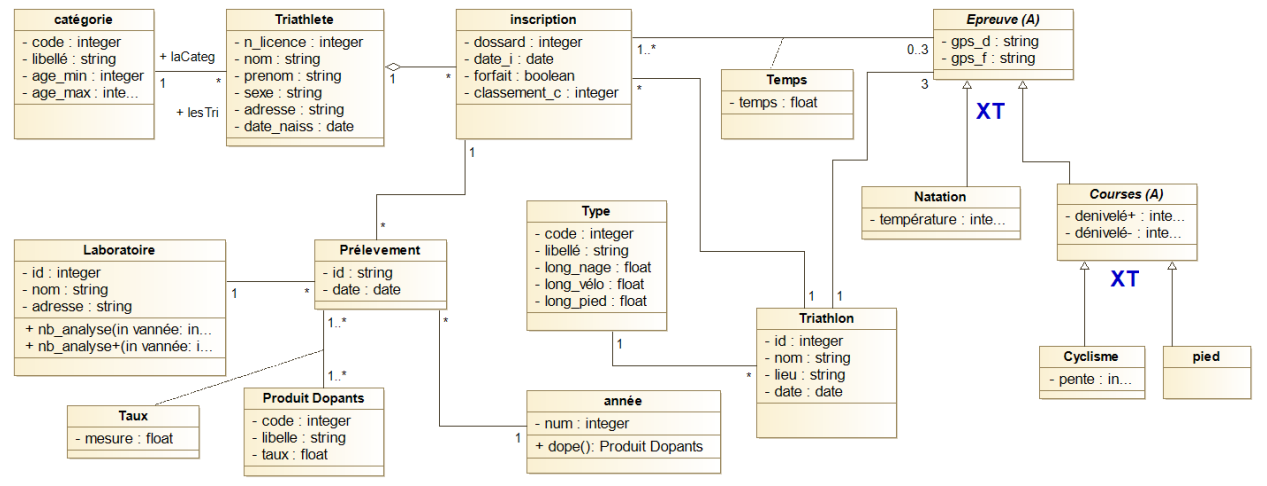 catégorie
- code : integer
- libellé : string
- age_min : integer
- age_max : inte...
+ laCateg
1
*
+ lesTri
Triathlete
- n_licence : integer
- nom : string
- prenom : string
- sexe : string
- adresse : string
- date_naiss : date
1
*
inscription
- dossard : integer
- date_i : date
- forfait : boolean
- classement_c : integer
1..*
0..3
*
1
Temps
- temps : float
Epreuve (A)
- gps_d : string
- gps_f : string
3
XT
Natation
- température : inte...
Courses (A)
- denivelé+ : inte...
- dénivelé- : inte...
XT
Cyclisme
- pente : in...
pied
Type
- code : integer
- libellé : string
- long_nage : float
- long_vélo : float
- long_pied : float
1
*
1
1
Triathlon
- id : integer
- nom : string
- lieu : string
- date : date
Laboratoire
- id : integer
- nom : string
- adresse : string
+ nb_analyse(in vannée: in...
+ nb_analyse+(in vannée: i...
1
*
*
Prélevement
- id : string
- date : date
1..*
*
1..*
Taux
- mesure : float
Produit Dopants
- code : integer
- libelle : string
- taux : float
1
année
- num : integer
+ dope(): Produit Dopants